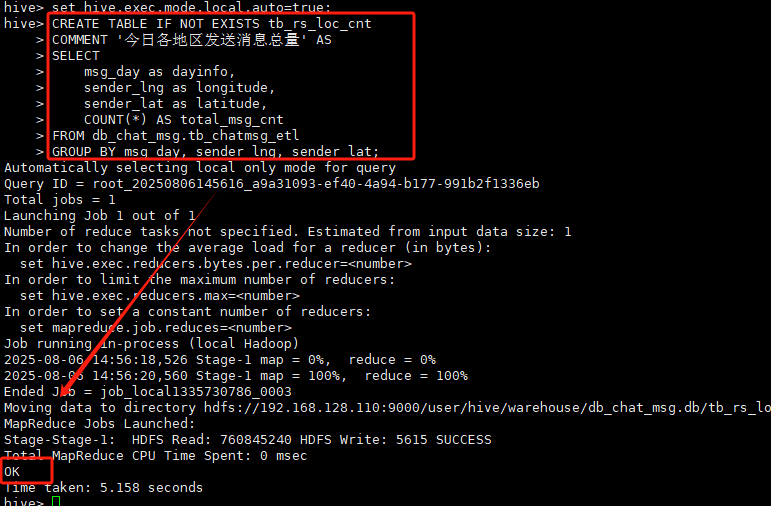 hive> set hive.exec.mode.local.auto=true;
hive> CREATE TABLE IF NOT EXISTS tb_rs_loc_cnt
    > COMMENT '今日各地区发送消息总量' AS
    > SELECT
    >     msg_day as dayinfo,
    >     sender_lng as longitude,
    >     sender_lat as latitude,
    >     COUNT(*) AS total_msg_cnt
    > FROM db_chat_msg.tb_chatmsg_etl
    > GROUP BY msg_day, sender_lng, sender_lat;
Automatically selecting local only mode for query
Query ID = root_20250806145616_a9a31093-ef40-4a94-b177-991b2f1336eb
Total jobs = 1
Launching Job 1 out of 1
Number of reduce tasks not specified. Estimated from input data size: 1
In order to change the average load for a reducer (in bytes):
  set hive.exec.reducers.bytes.per.reducer=<number>
In order to limit the maximum number of reducers:
  set hive.exec.reducers.max=<number>
In order to set a constant number of reducers:
  set mapreduce.job.reduces=<number>
Job running in-process (local Hadoop)
2025-08-06 14:56:18,526 Stage-1 map = 0%,  reduce = 0%
2025-08-06 14:56:20,560 Stage-1 map = 100%,  reduce = 100%
Ended Job = job_local1335730786_0003
Moving data to directory hdfs://192.168.128.110:9000/user/hive/warehouse/db_chat_msg.db/tb_rs_lo
MapReduce Jobs Launched:
Stage-Stage-1:  HDFS Read: 760845240 HDFS Write: 5615 SUCCESS
Total MapReduce CPU Time Spent: 0 msec
OK
Time taken: 5.158 seconds
hive>